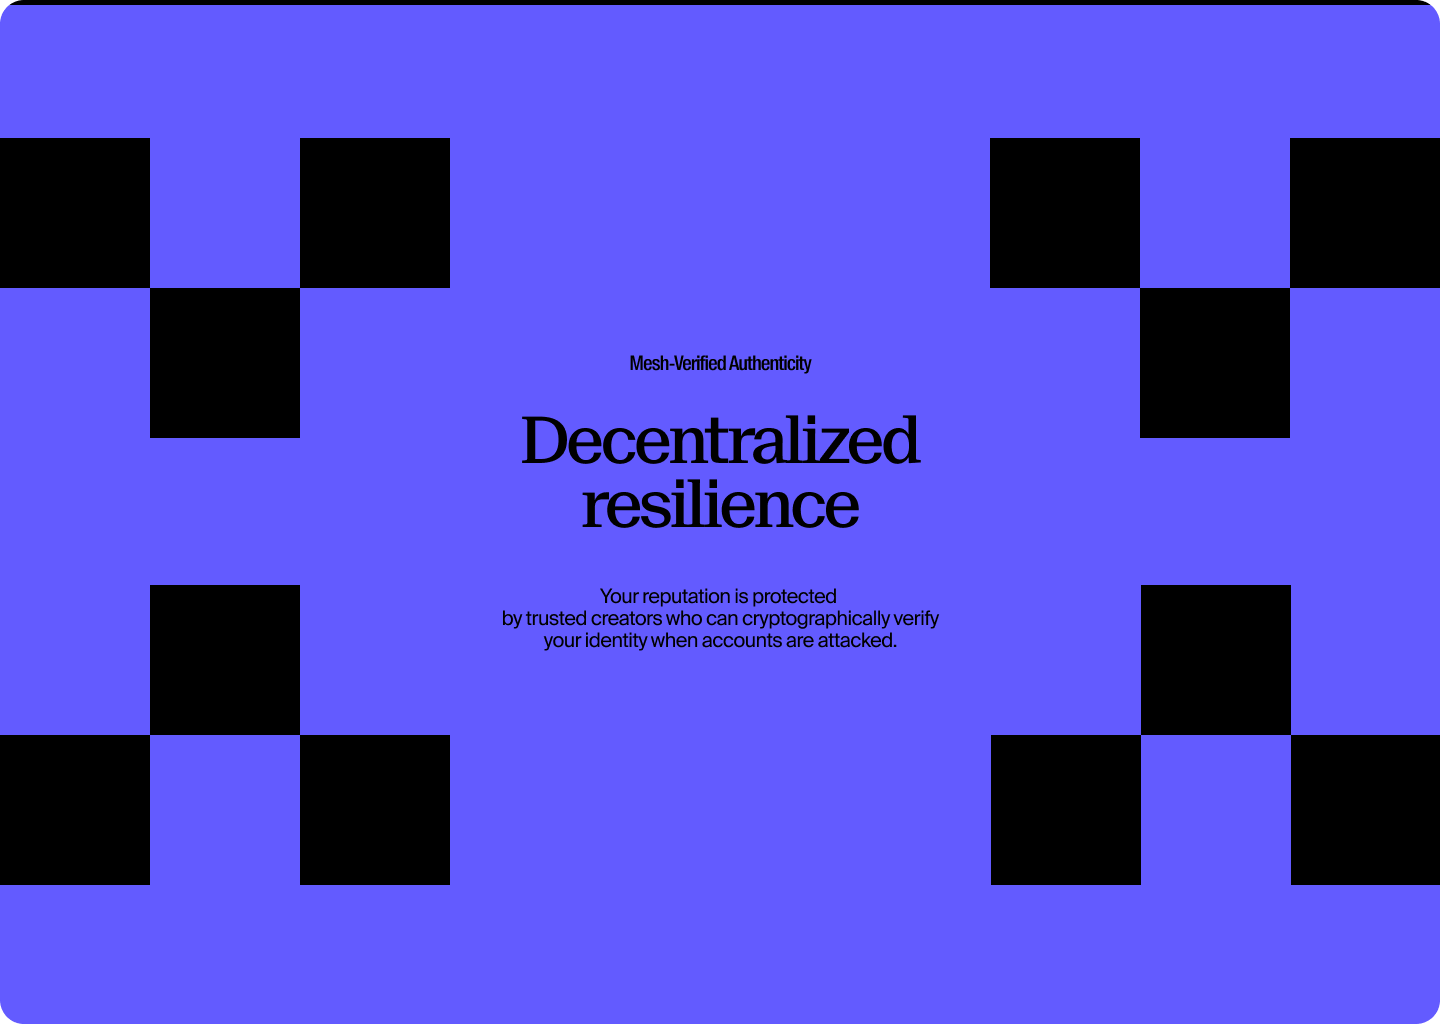 Mesh-Verified Authenticity
Decentralized
resilience
Your reputation is protected
by trusted creators who can cryptographically verify
your identity when accounts are attacked.